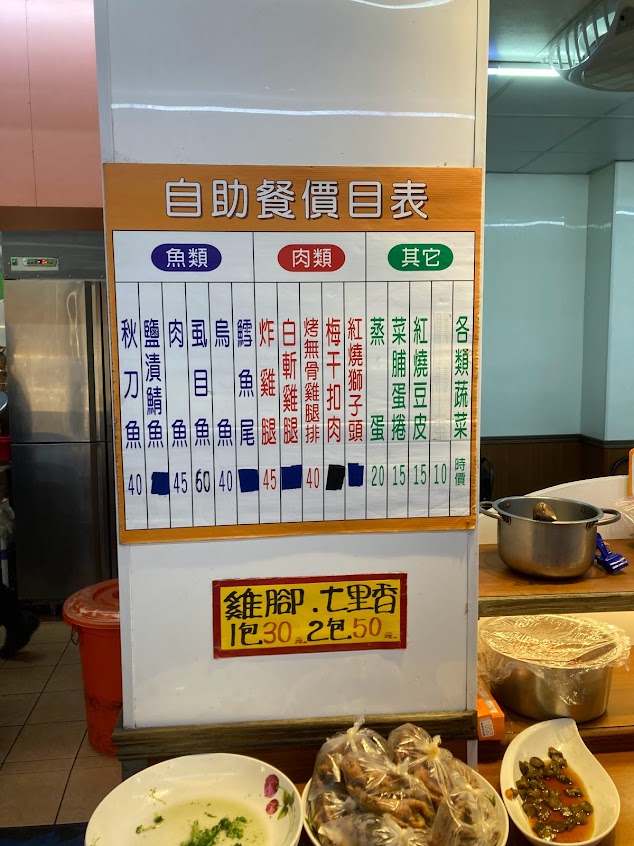 自助餐價目表
魚類
肉類
其它
秋刀魚 40
鹽漬鯖魚
肉魚 45
虱目魚 60
烏魚 40
鱈魚尾
炸雞腿 45
白斬雞腿
烤無骨雞腿排 40
梅干扣肉
紅燒獅子頭
蒸蛋 20
菜脯蛋捲 15
紅燒豆皮 15
10
各類蔬菜 時價
雞腳．七里香
1包30元 2包50元